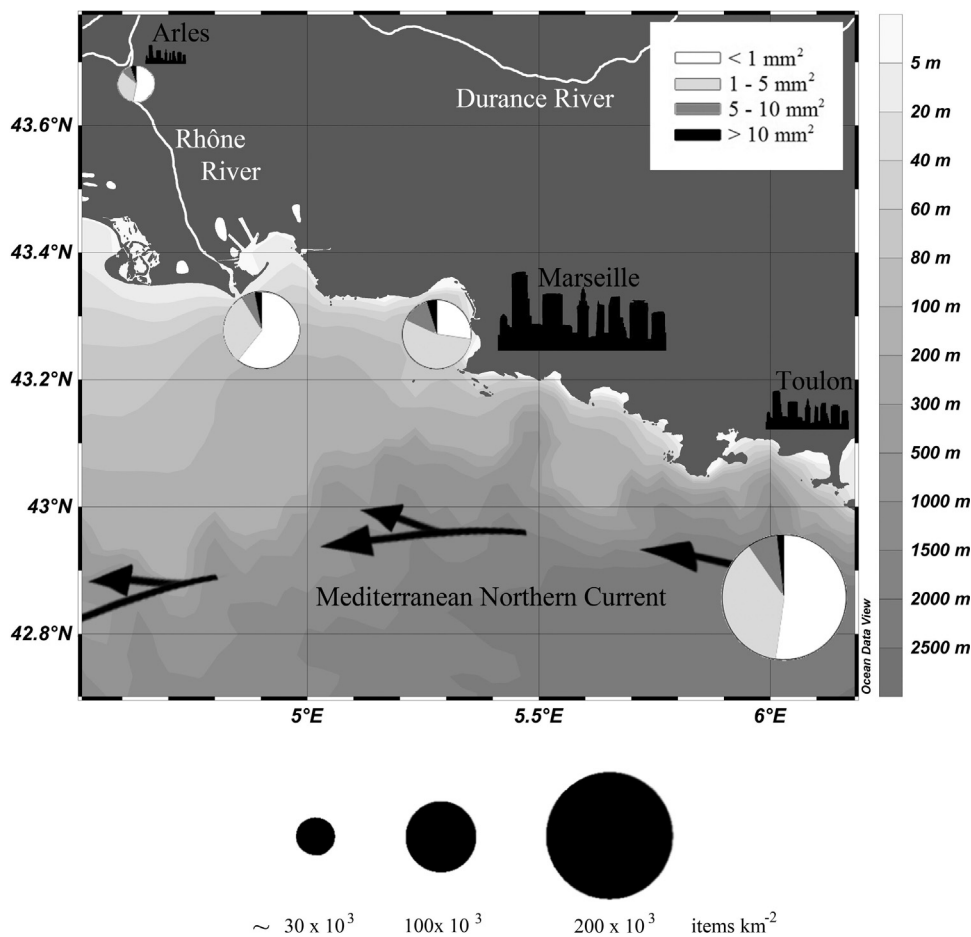 Arles
Durance River
Rhône
River
Marseille
Toulon
Mediterranean Northern Current
< 1 mm²
1 - 5 mm²
5 - 10 mm²
> 10 mm²
43.6°N
43.4°N
43.2°N
43°N
42.8°N
5°E
5.5°E
6°E
5 m
20 m
40 m
60 m
80 m
100 m
200 m
300 m
500 m
1000 m
1500 m
2000 m
2500 m
Ocean Data View
~ 30 x 10³ 100x 10³ 200 x 10³ items km⁻²